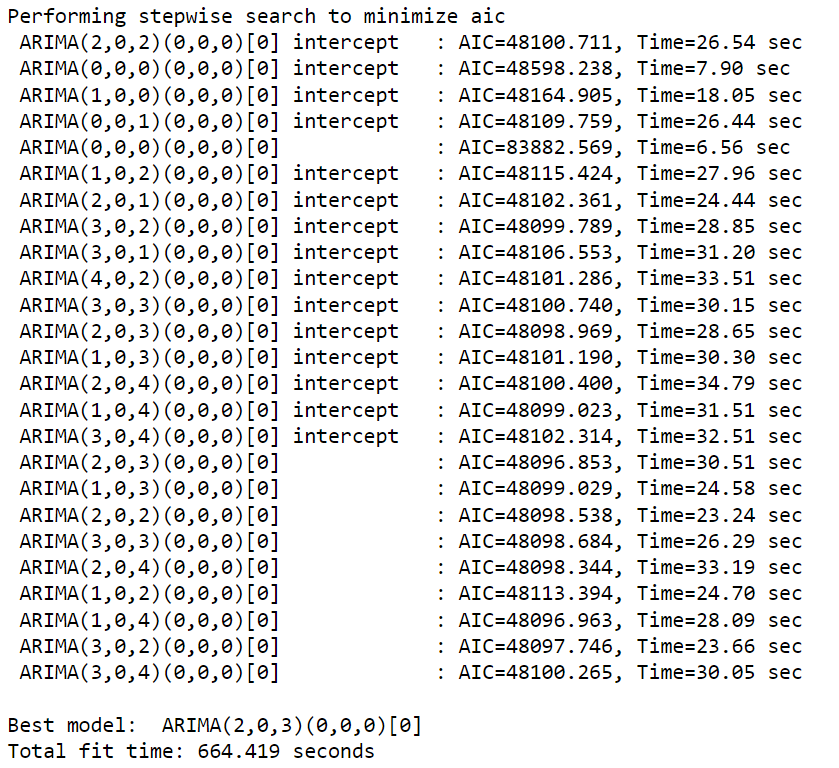 Performing stepwise search to minimize aic
 ARIMA(2,0,2)(0,0,0)[0] intercept   : AIC=48100.711, Time=26.54 sec
 ARIMA(0,0,0)(0,0,0)[0] intercept   : AIC=48598.238, Time=7.90 sec
 ARIMA(1,0,0)(0,0,0)[0] intercept   : AIC=48164.905, Time=18.05 sec
 ARIMA(0,0,1)(0,0,0)[0] intercept   : AIC=48109.759, Time=26.44 sec
 ARIMA(0,0,0)(0,0,0)[0]             : AIC=83882.569, Time=6.56 sec
 ARIMA(1,0,2)(0,0,0)[0] intercept   : AIC=48115.424, Time=27.96 sec
 ARIMA(2,0,1)(0,0,0)[0] intercept   : AIC=48102.361, Time=24.44 sec
 ARIMA(3,0,2)(0,0,0)[0] intercept   : AIC=48099.789, Time=28.85 sec
 ARIMA(3,0,1)(0,0,0)[0] intercept   : AIC=48106.553, Time=31.20 sec
 ARIMA(4,0,2)(0,0,0)[0] intercept   : AIC=48101.286, Time=33.51 sec
 ARIMA(3,0,3)(0,0,0)[0] intercept   : AIC=48100.740, Time=30.15 sec
 ARIMA(2,0,3)(0,0,0)[0] intercept   : AIC=48098.969, Time=28.65 sec
 ARIMA(1,0,3)(0,0,0)[0] intercept   : AIC=48101.190, Time=30.30 sec
 ARIMA(2,0,4)(0,0,0)[0] intercept   : AIC=48100.400, Time=34.79 sec
 ARIMA(1,0,4)(0,0,0)[0] intercept   : AIC=48099.023, Time=31.51 sec
 ARIMA(3,0,4)(0,0,0)[0] intercept   : AIC=48102.314, Time=32.51 sec
 ARIMA(2,0,3)(0,0,0)[0]             : AIC=48096.853, Time=30.51 sec
 ARIMA(1,0,3)(0,0,0)[0]             : AIC=48099.029, Time=24.58 sec
 ARIMA(2,0,2)(0,0,0)[0]             : AIC=48098.538, Time=23.24 sec
 ARIMA(3,0,3)(0,0,0)[0]             : AIC=48098.684, Time=26.29 sec
 ARIMA(2,0,4)(0,0,0)[0]             : AIC=48098.344, Time=33.19 sec
 ARIMA(1,0,2)(0,0,0)[0]             : AIC=48113.394, Time=24.70 sec
 ARIMA(1,0,4)(0,0,0)[0]             : AIC=48096.963, Time=28.09 sec
 ARIMA(3,0,2)(0,0,0)[0]             : AIC=48097.746, Time=23.66 sec
 ARIMA(3,0,4)(0,0,0)[0]             : AIC=48100.265, Time=30.05 sec

Best model:  ARIMA(2,0,3)(0,0,0)[0]
Total fit time: 664.419 seconds